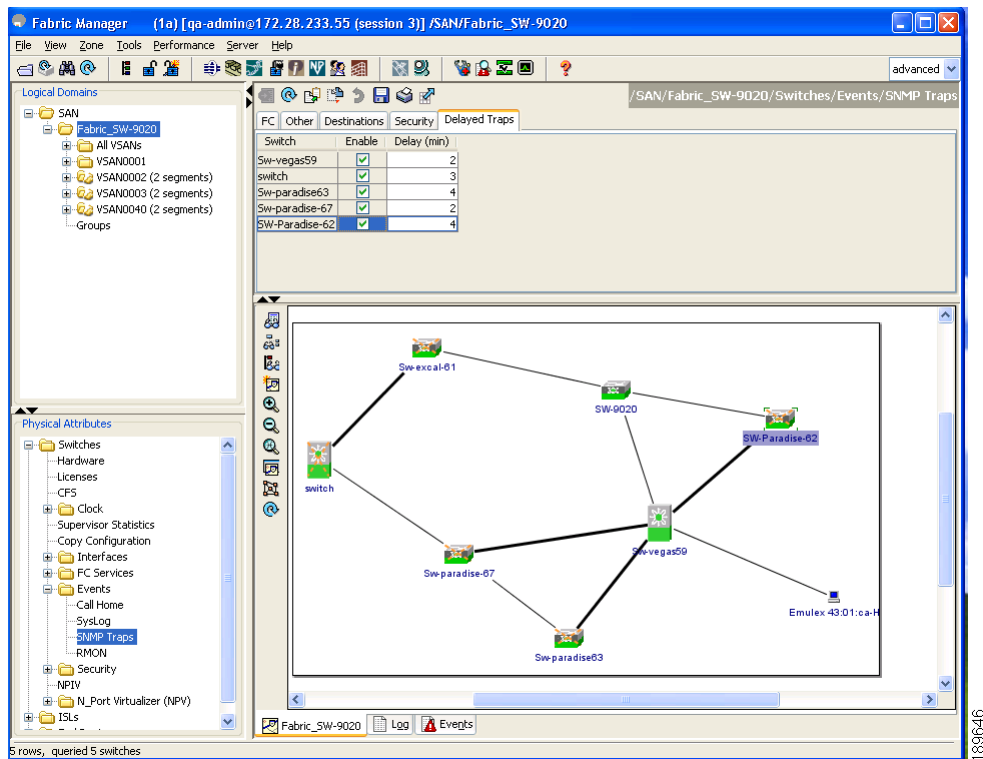 Fabric Manager (1a) [qa-admin@172.28.233.55 (session 3)] /SAN/Fabric_SW-9020
File View Zone Tools Performance Server Help
advanced
Logical Domains
SAN
Fabric_SW-9020
All VSANs
VSAN0001
VSAN0002 (2 segments)
VSAN0003 (2 segments)
VSAN0040 (2 segments)
Groups
/SAN/Fabric_SW-9020/Switches/Events/SNMP Traps
FC Other Destinations Security Delayed Traps
Switch Enable Delay (min)
Sw-vegas59 2
switch 3
Sw-paradise63 4
Sw-paradise-67 2
SW-Paradise-62 4
Physical Attributes
Switches
Hardware
Licenses
CFS
Clock
Supervisor Statistics
Copy Configuration
Interfaces
FC Services
Events
Call Home
SysLog
SNMP Traps
RMON
Security
NPIV
N_Port Virtualizer (NPV)
ISLs
Sw-excal-61
SW-9020
SW-Paradise-62
switch
Sw-vegas59
Sw-paradise-67
Emulex 43:01:ca-H
Sw-paradise63
Fabric_SW-9020 Log Events
5 rows, queried 5 switches
189646